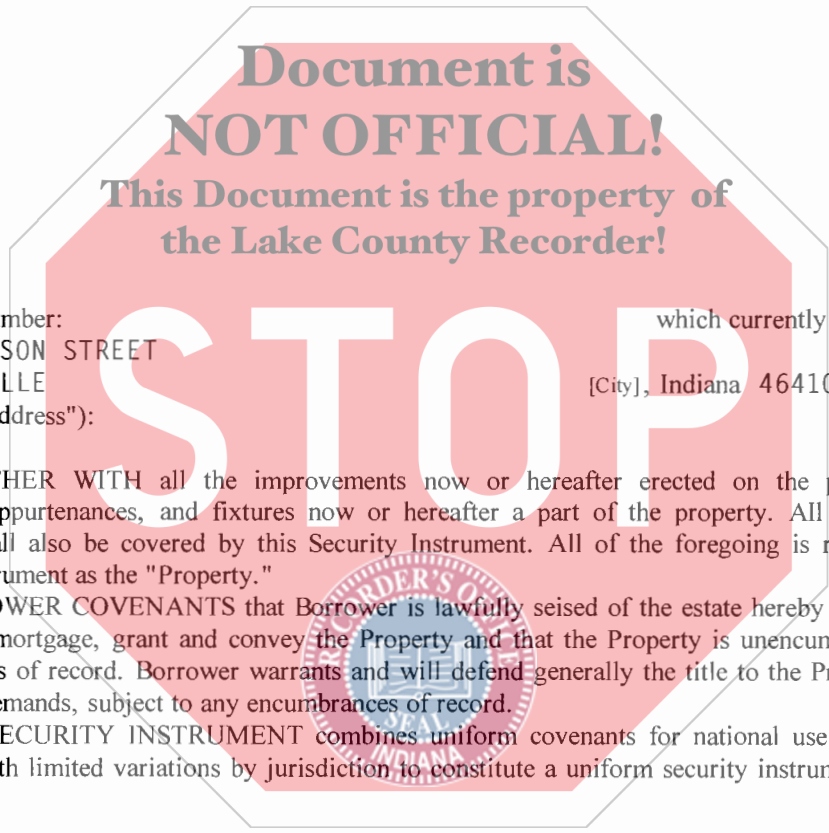 Document is
NOT OFFICIAL!
This Document is the property of
the Lake County Recorder!
STOP
mber: which currently
SON STREET
LLE [City], Indiana 46410
ddress"):
HER WITH all the improvements now or hereafter erected on the p
ppurtenances, and fixtures now or hereafter a part of the property. All
ll also be covered by this Security Instrument. All of the foregoing is r
rument as the "Property."
OWER COVENANTS that Borrower is lawfully seised of the estate hereby
mortgage, grant and convey the Property and that the Property is unencum
s of record. Borrower warrants and will defend generally the title to the Pr
emands, subject to any encumbrances of record.
ECURITY INSTRUMENT combines uniform covenants for national use
th limited variations by jurisdiction to constitute a uniform security instrum
RECORDER'S OFFICE
SEAL
INDIANA